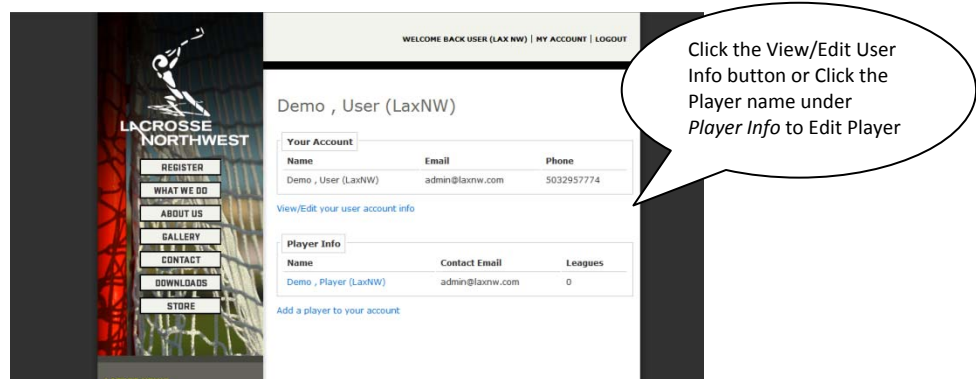 WELCOME BACK USER (LAX NW) | MY ACCOUNT | LOGOUT
LACROSSE
NORTHWEST
REGISTER
WHAT WE DO
ABOUT US
GALLERY
CONTACT
DOWNLOADS
STORE
Demo , User (LaxNW)
Your Account
Name Email Phone
Demo , User (LaxNW) admin@laxnw.com 5032957774
View/Edit your user account info
Player Info
Name Contact Email Leagues
Demo , Player (LaxNW) admin@laxnw.com 0
Add a player to your account
Click the View/Edit User
Info button or Click the
Player name under
Player Info to Edit Player